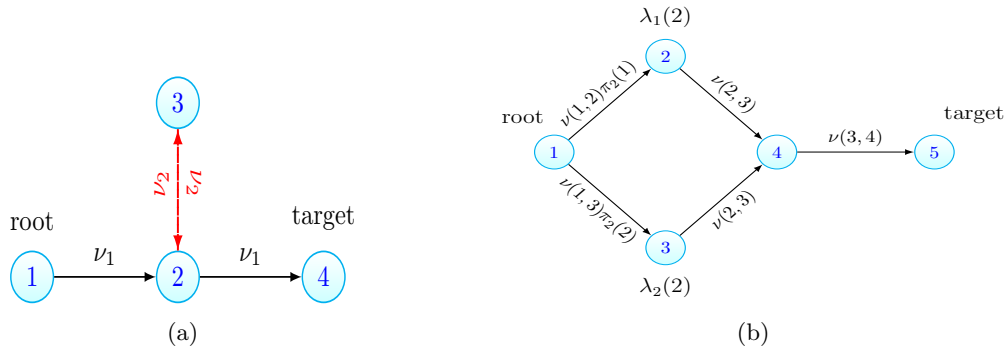 3
ν₂
ν₂
root
target
1
ν₁
2
ν₁
4
(a)
λ₁(2)
2
ν(1, 2)π₂(1)
ν(2, 3)
root
target
1
4
ν(3, 4)
5
ν(1, 3)π₂(2)
ν(2, 3)
3
λ₂(2)
(b)